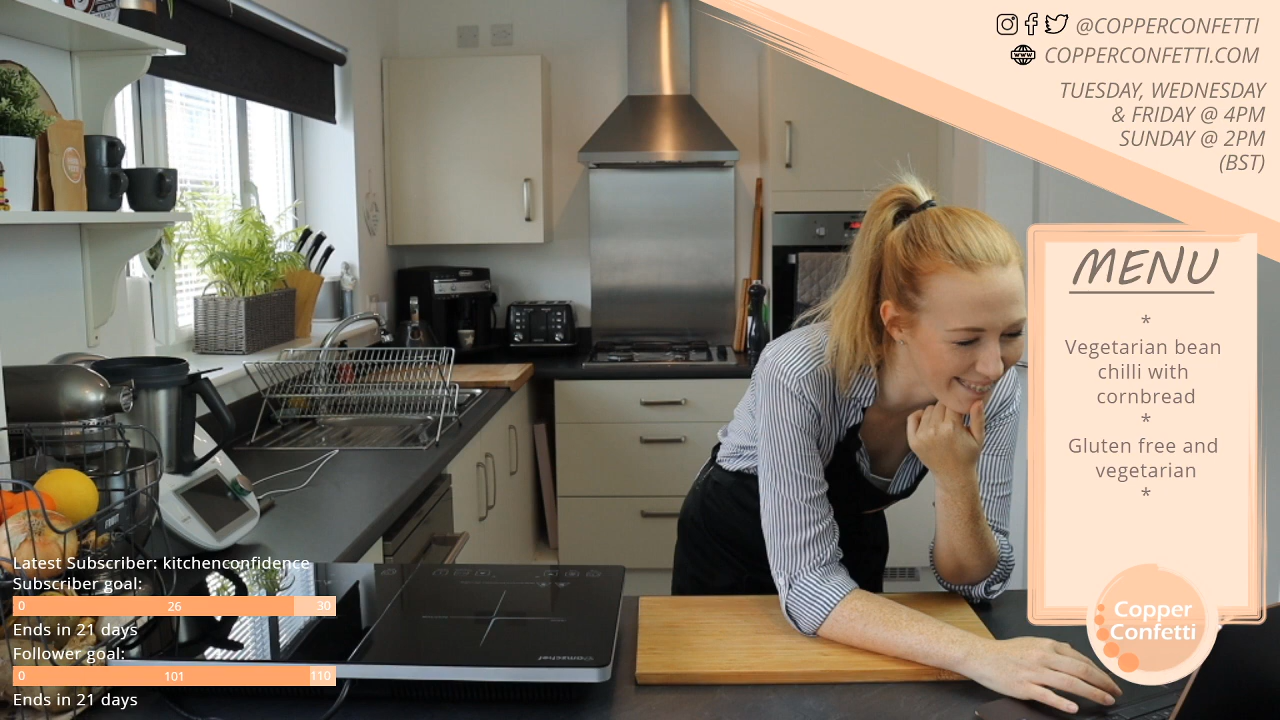 @COPPERCONFETTI
COPPERCONFETTI.COM
TUESDAY, WEDNESDAY
& FRIDAY @ 4PM
SUNDAY @ 2PM
(BST)
MENU
*
Vegetarian bean
chilli with
cornbread
*
Gluten free and
vegetarian
*
Copper
Confetti
Latest Subscriber: kitchenconfidence
Subscriber goal:
0 26 30
Ends in 21 days
Follower goal:
0 101 110
Ends in 21 days